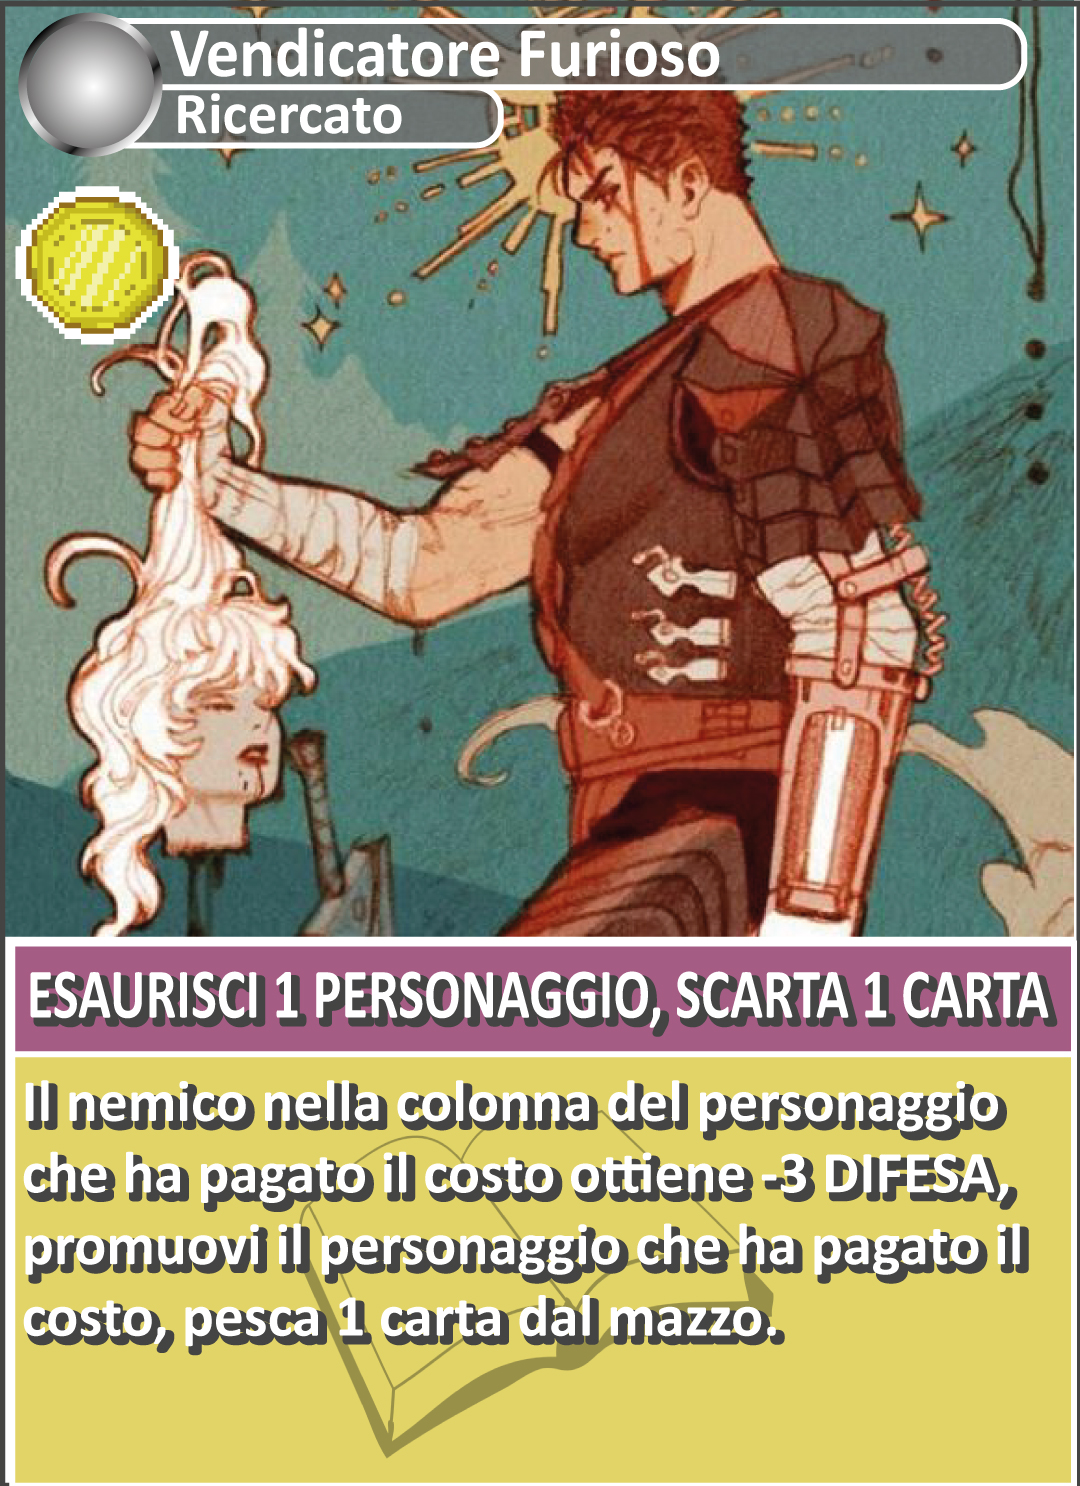 Vendicatore Furioso
Ricercato
ESAURISCI 1 PERSONAGGIO, SCARTA 1 CARTA
Il nemico nella colonna del personaggio
che ha pagato il costo ottiene -3 DIFESA,
promuovi il personaggio che ha pagato il
costo, pesca 1 carta dal mazzo.